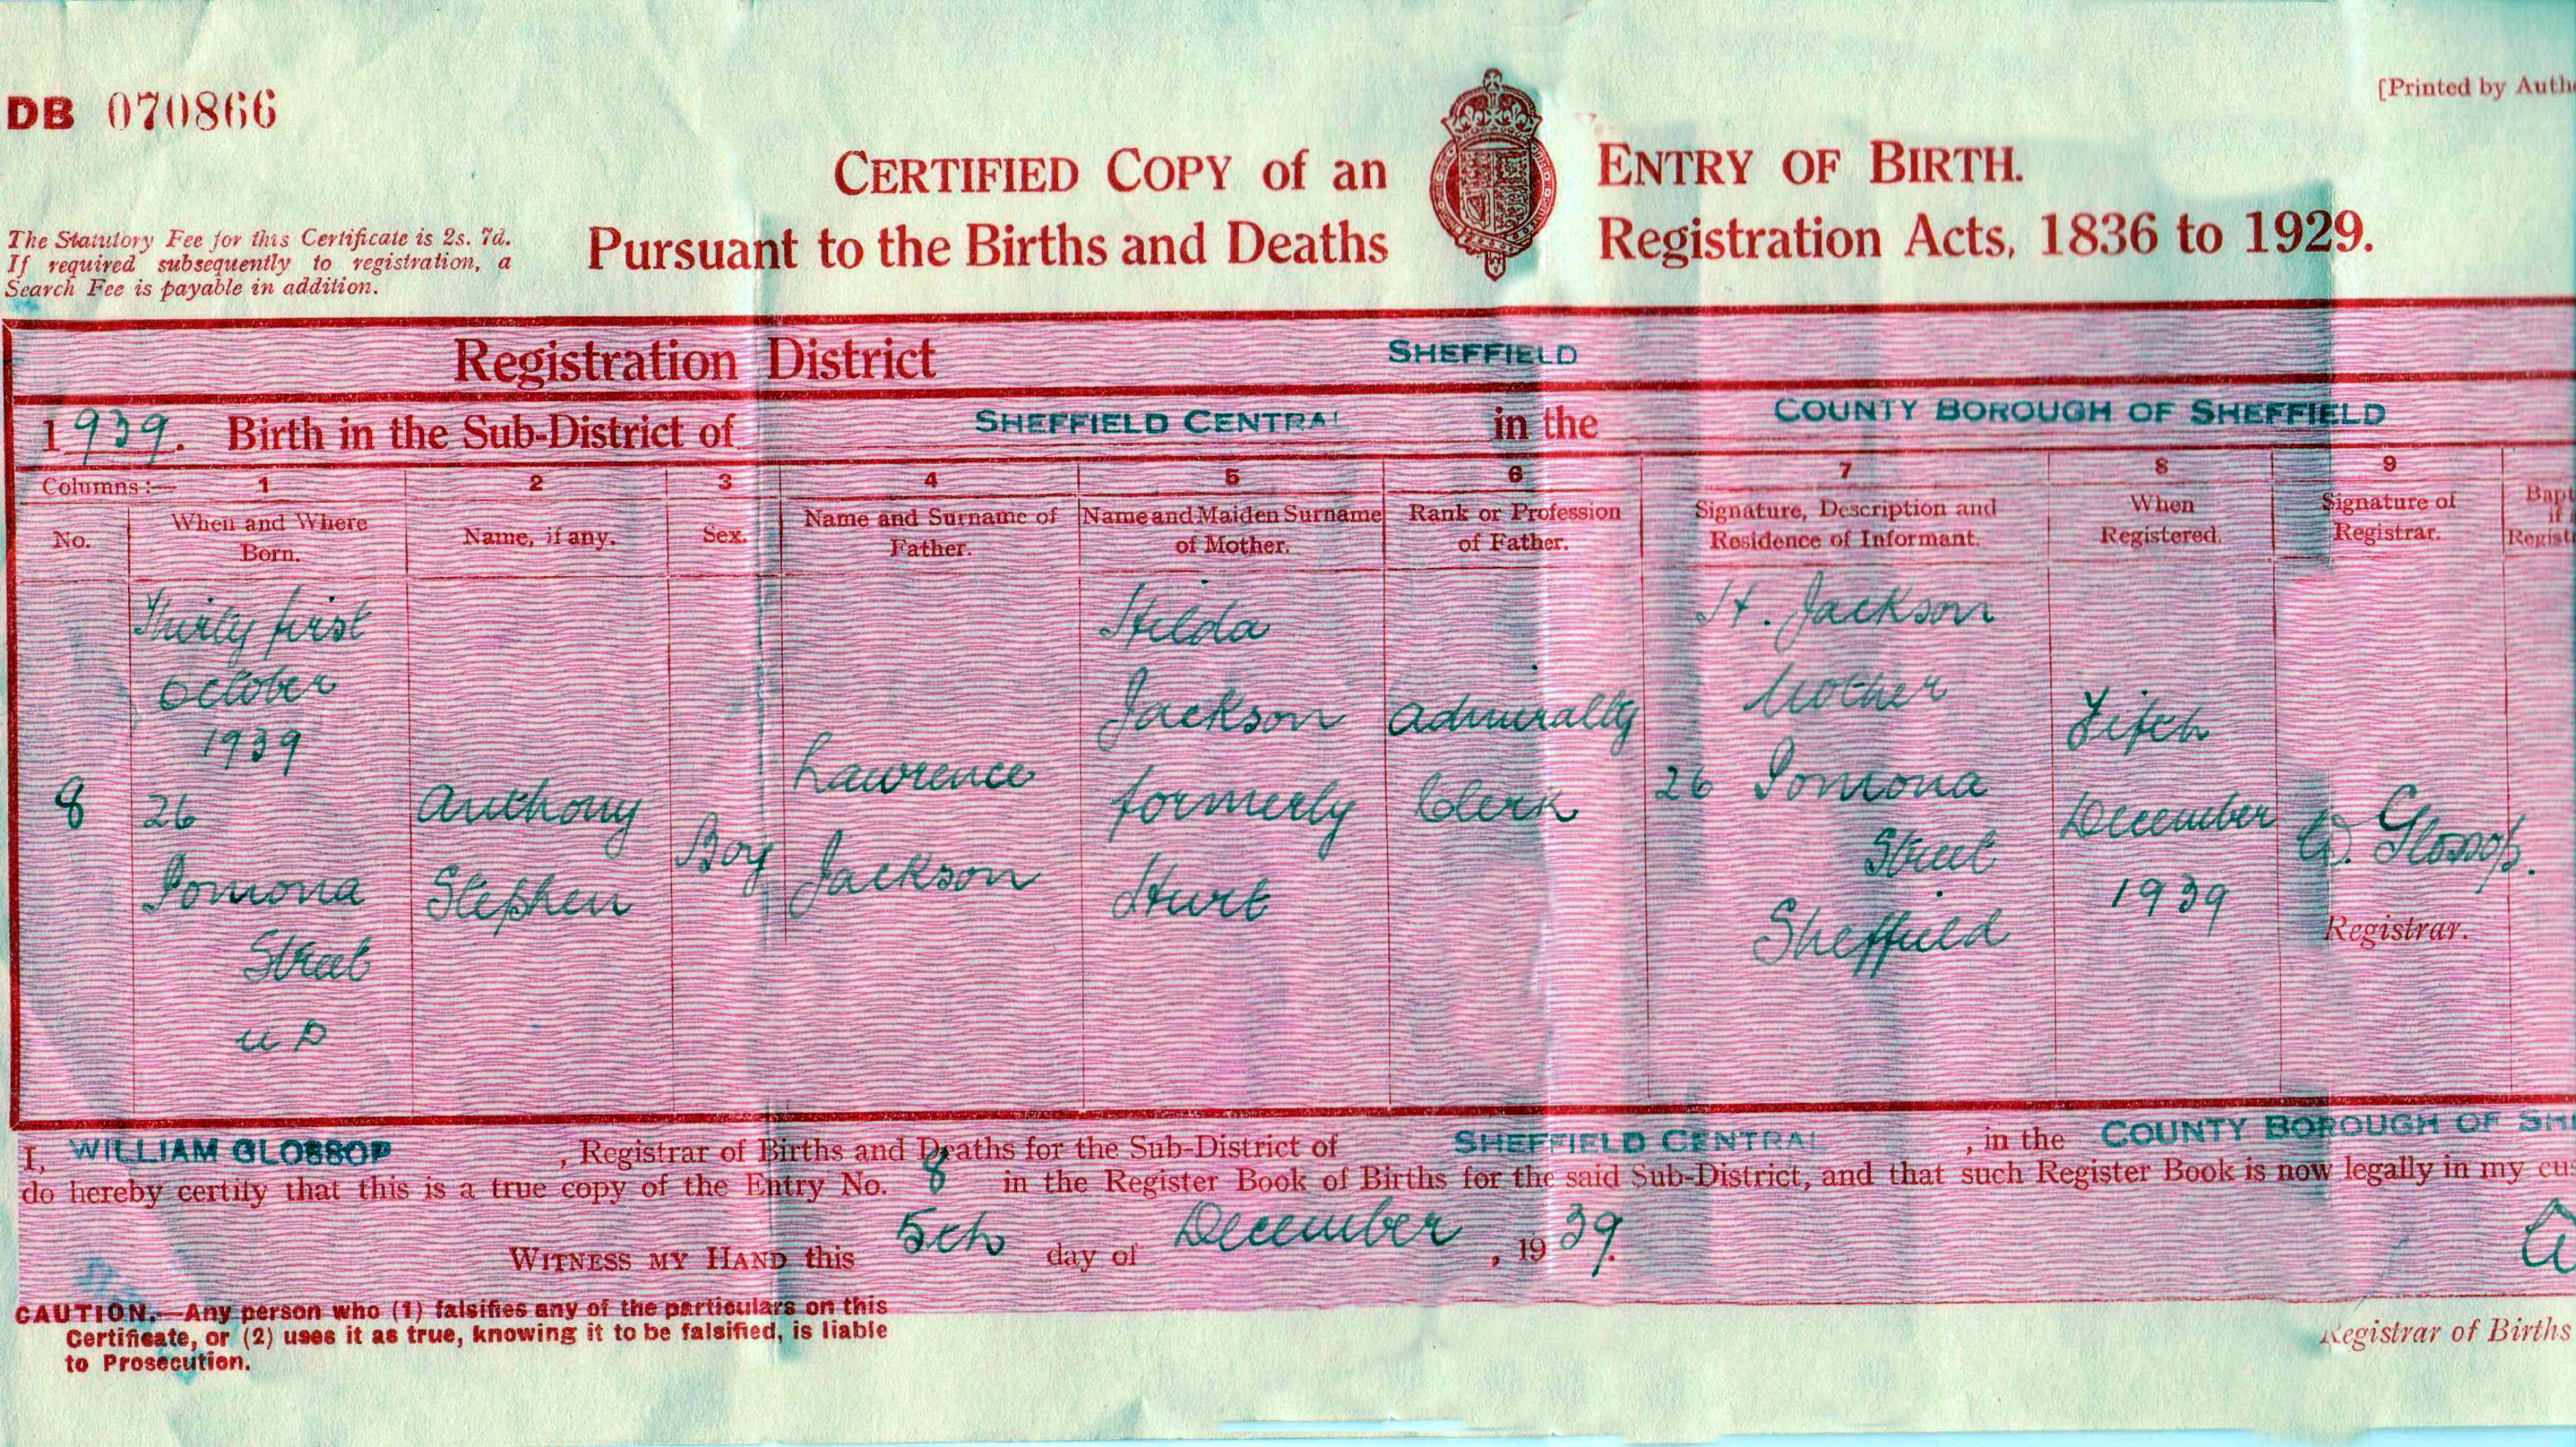 DB 070866
[Printed by Auth
CERTIFIED COPY of an ENTRY OF BIRTH.
Pursuant to the Births and Deaths Registration Acts, 1836 to 1929.
The Statutory Fee for this Certificate is 2s. 7d.
If required subsequently to registration, a
Search Fee is payable in addition.
Registration District SHEFFIELD
1939. Birth in the Sub-District of SHEFFIELD CENTRAL in the COUNTY BOROUGH OF SHEFFIELD
Columns:— 1 2 3 4 5 6 7 8 9
No.
When and Where
Born.
Name, if any.
Sex.
Name and Surname of
Father.
Name and Maiden Surname
of Mother.
Rank or Profession
of Father.
Signature, Description and
Residence of Informant.
When
Registered.
Signature of
Registrar.
Bap
if
Regist
8
Thirty first
October
1939
26
Pomona
Street
U D
Anthony
Stephen
Boy
Lawrence
Jackson
Hilda
Jackson
formerly
Hurt
Admiralty
Clerk
H. Jackson
Mother
26 Pomona
Street
Sheffield
Fifth
December
1939
W. Glossop.
Registrar.
I, WILLIAM GLOSSOP, Registrar of Births and Deaths for the Sub-District of SHEFFIELD CENTRAL, in the COUNTY BOROUGH OF SH
do hereby certify that this is a true copy of the Entry No. 8 in the Register Book of Births for the said Sub-District, and that such Register Book is now legally in my cu
WITNESS MY HAND this 5th day of December, 1939.
CAUTION.—Any person who (1) falsifies any of the particulars on this
Certificate, or (2) uses it as true, knowing it to be falsified, is liable
to Prosecution.
Registrar of Births